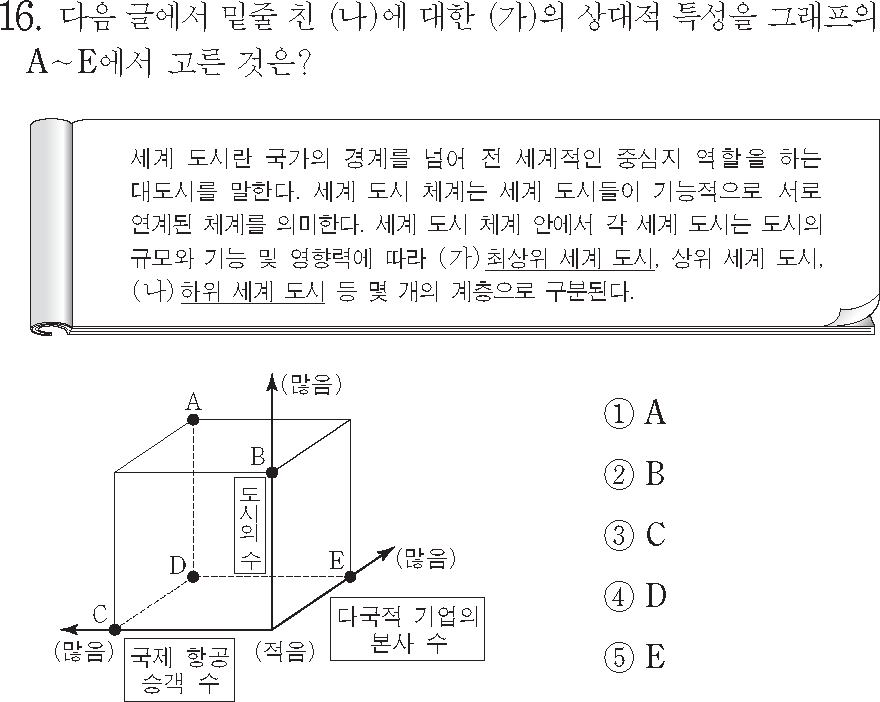 16. 다음 글에서 밑줄 친 (나)에 대한 (가)의 상대적 특성을 그래프의
A~E에서 고른 것은?
세계 도시란 국가의 경계를 넘어 전 세계적인 중심지 역할을 하는
대도시를 말한다. 세계 도시 체계는 세계 도시들이 기능적으로 서로
연계된 체계를 의미한다. 세계 도시 체계 안에서 각 세계 도시는 도시의
규모와 기능 및 영향력에 따라 (가) 최상위 세계 도시, 상위 세계 도시,
(나) 하위 세계 도시 등 몇 개의 계층으로 구분된다.
(많음)
A
B
도시의 수
D
E
(많음)
C
(많음)
국제 항공
승객 수
(적음)
다국적 기업의
본사 수
① A
② B
③ C
④ D
⑤ E